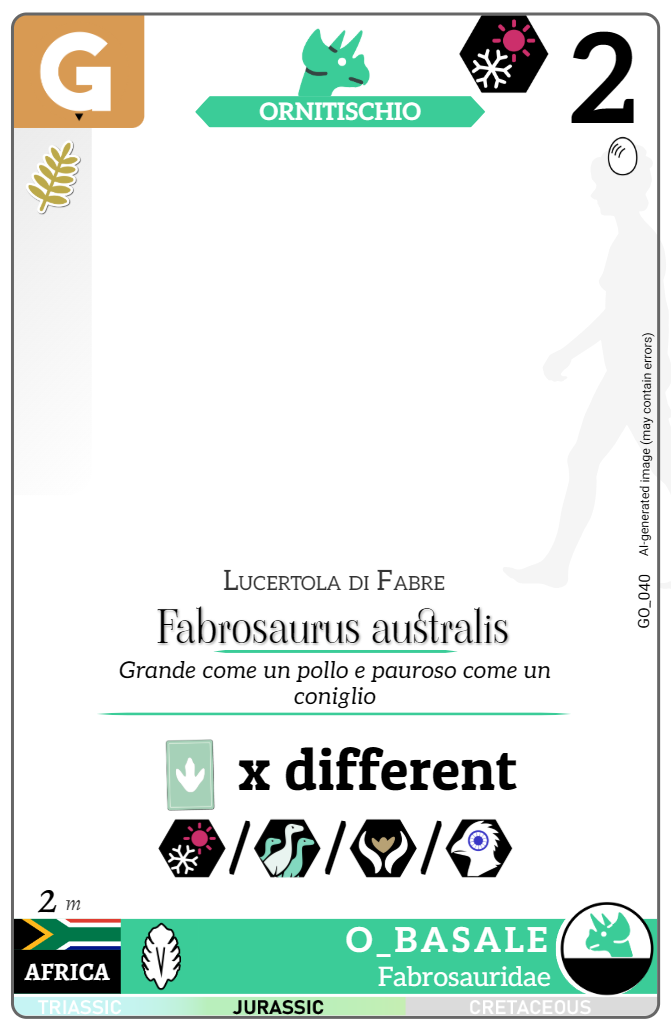 G
ORNITISCHIO
2
AI-generated image (may contain errors)
GO_040
Lucertola di Fabre
Fabrosaurus australis
Grande come un pollo e pauroso come un
coniglio
x different
/ / /
2 m
AFRICA
O_BASALE
Fabrosauridae
TRIASSIC
JURASSIC
CRETACEOUS